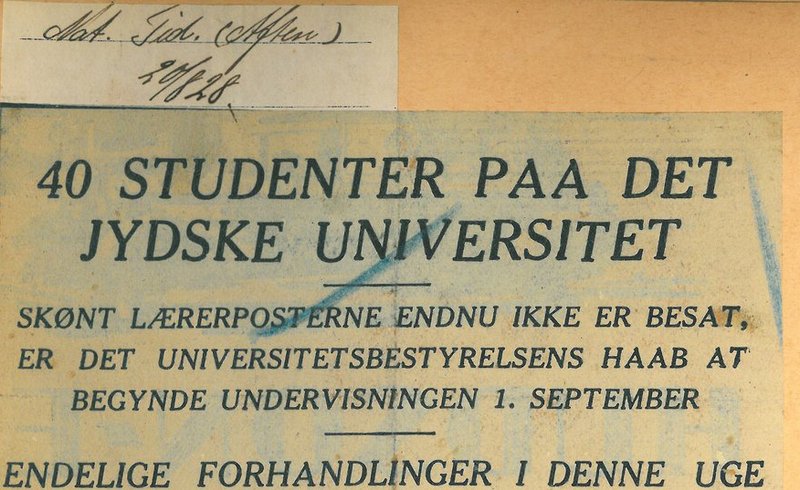 Nat. Tid. (Aften)
20/8 28.
40 STUDENTER PAA DET
JYDSKE UNIVERSITET
SKØNT LÆRERPOSTERNE ENDNU IKKE ER BESAT,
ER DET UNIVERSITETSBESTYRELSENS HAAB AT
BEGYNDE UNDERVISNINGEN 1. SEPTEMBER
ENDELIGE FORHANDLINGER I DENNE UGE